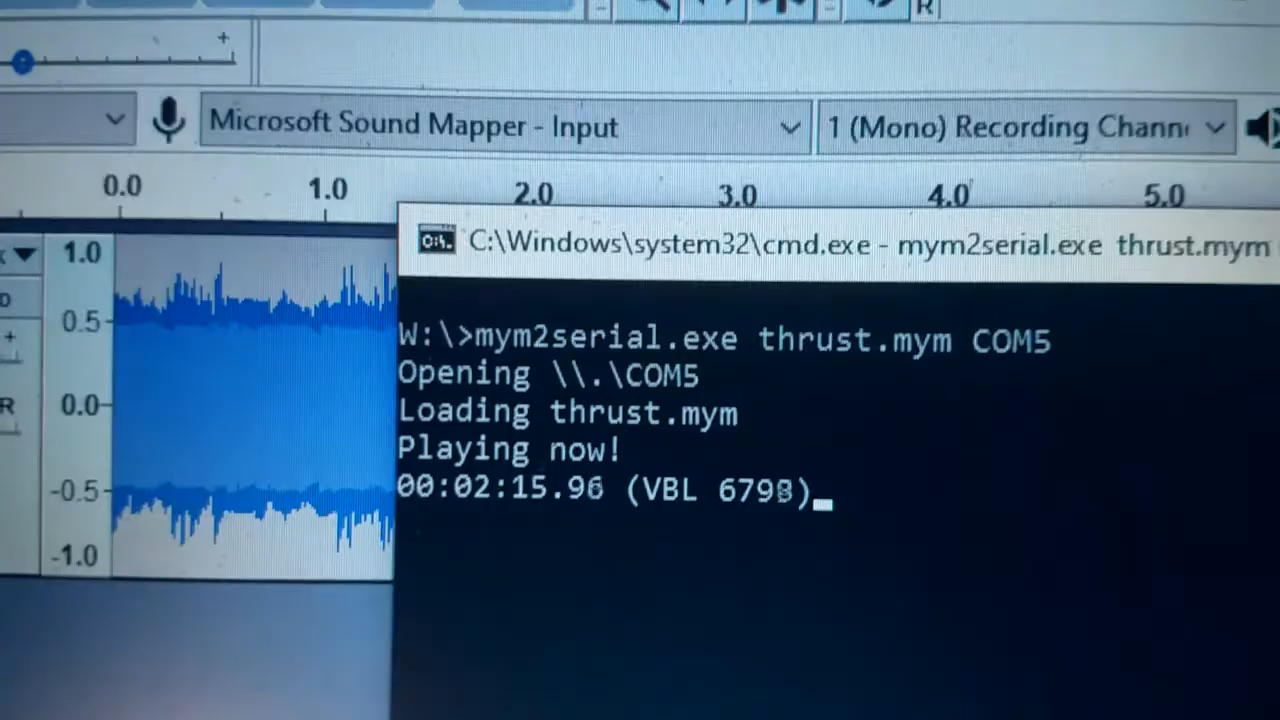 R
+
Microsoft Sound Mapper - Input
1 (Mono) Recording Chann
0.0 1.0 2.0 3.0 4.0 5.0
C:\Windows\system32\cmd.exe - mym2serial.exe thrust.mym
1.0
0.5
+
0.0
R
-0.5
-1.0
W:\>mym2serial.exe thrust.mym COM5
Opening \\.\COM5
Loading thrust.mym
Playing now!
00:02:15.96 (VBL 6798)